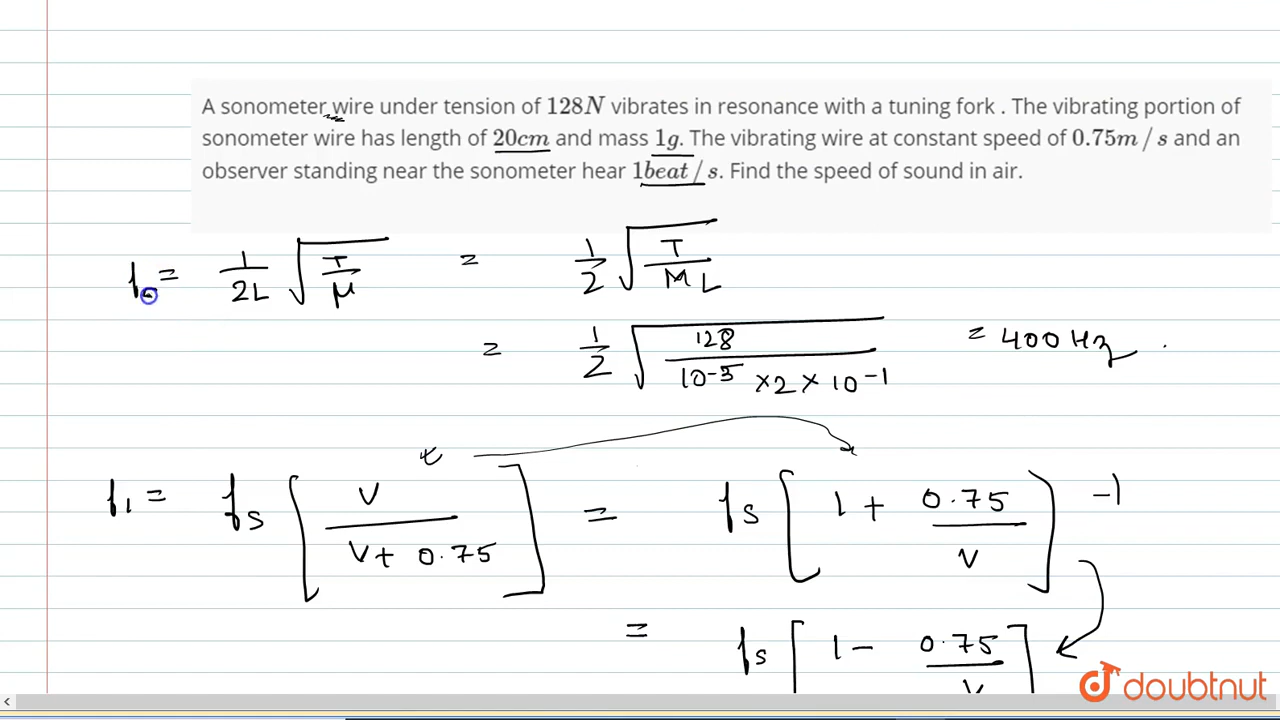 A sonometer wire under tension of 128N vibrates in resonance with a tuning fork . The vibrating portion of
sonometer wire has length of 20cm and mass 1g. The vibrating wire at constant speed of 0.75m / s and an
observer standing near the sonometer hear 1beat / s. Find the speed of sound in air.
f0 = 1/2L √(T/μ) = 1/2 √(T/ML)
= 1/2 √(128/(10^-3 × 2 × 10^-1)) = 400 Hz .
f1 = fs [v/(v + 0.75)] = fs [1 + 0.75/v]^-1
= fs [1 - 0.75/v]
doubtnut